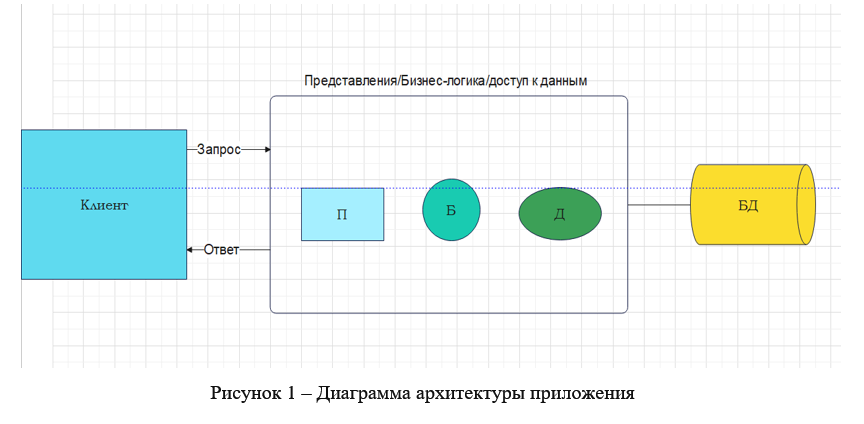 Представления/Бизнес-логика/доступ к данным
Запрос
Клиент
П
Б
Д
БД
Ответ
Рисунок 1 – Диаграмма архитектуры приложения